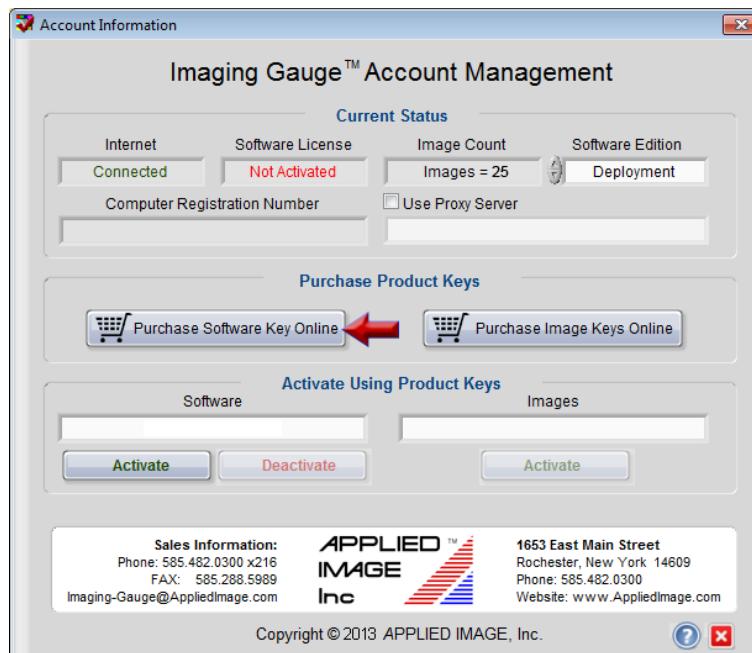 Account Information
Imaging Gauge™ Account Management
Current Status
Internet Software License Image Count Software Edition
Connected Not Activated Images = 25 Deployment
Computer Registration Number Use Proxy Server
Purchase Product Keys
Purchase Software Key Online Purchase Image Keys Online
Activate Using Product Keys
Software Images
Activate Deactivate Activate
Sales Information:
Phone: 585.482.0300 x216
FAX: 585.288.5989
Imaging-Gauge@AppliedImage.com
APPLIED™
IMAGE
Inc
1653 East Main Street
Rochester, New York 14609
Phone: 585.482.0300
Website: www.AppliedImage.com
Copyright © 2013 APPLIED IMAGE, Inc.